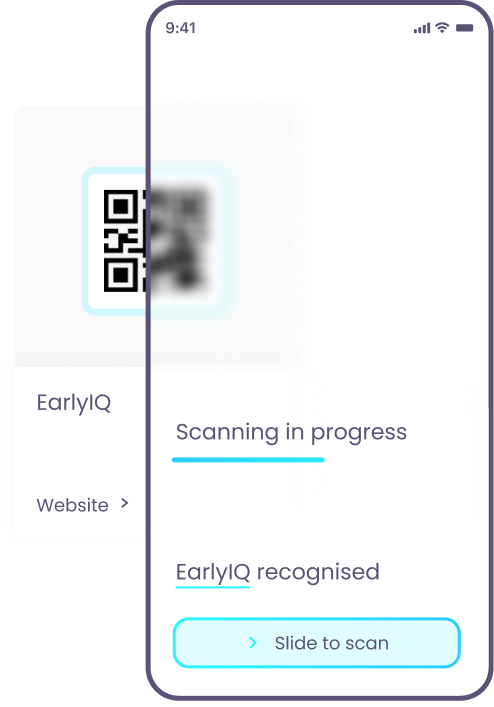 9:41
EarlyIQ
Scanning in progress
Website
EarlyIQ recognised
Slide to scan